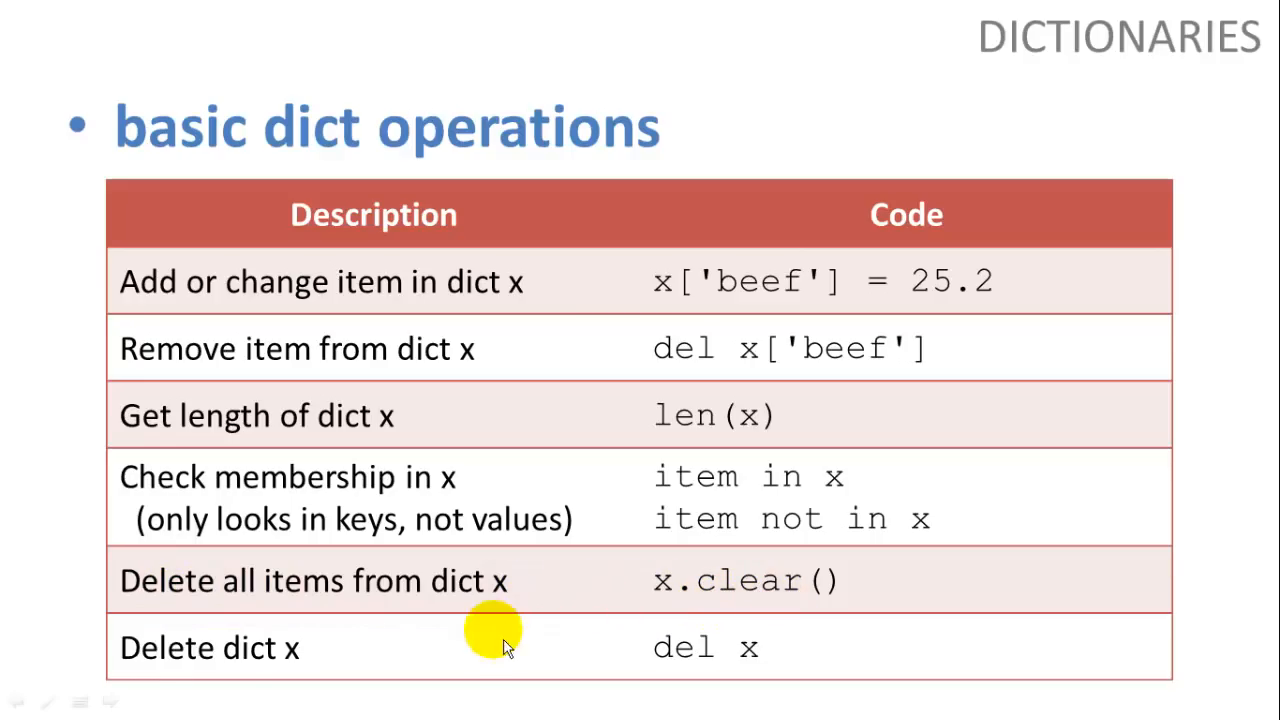 DICTIONARIES
• basic dict operations
Description Code
Add or change item in dict x x['beef'] = 25.2
Remove item from dict x del x['beef']
Get length of dict x len(x)
Check membership in x item in x
(only looks in keys, not values) item not in x
Delete all items from dict x x.clear()
Delete dict x del x